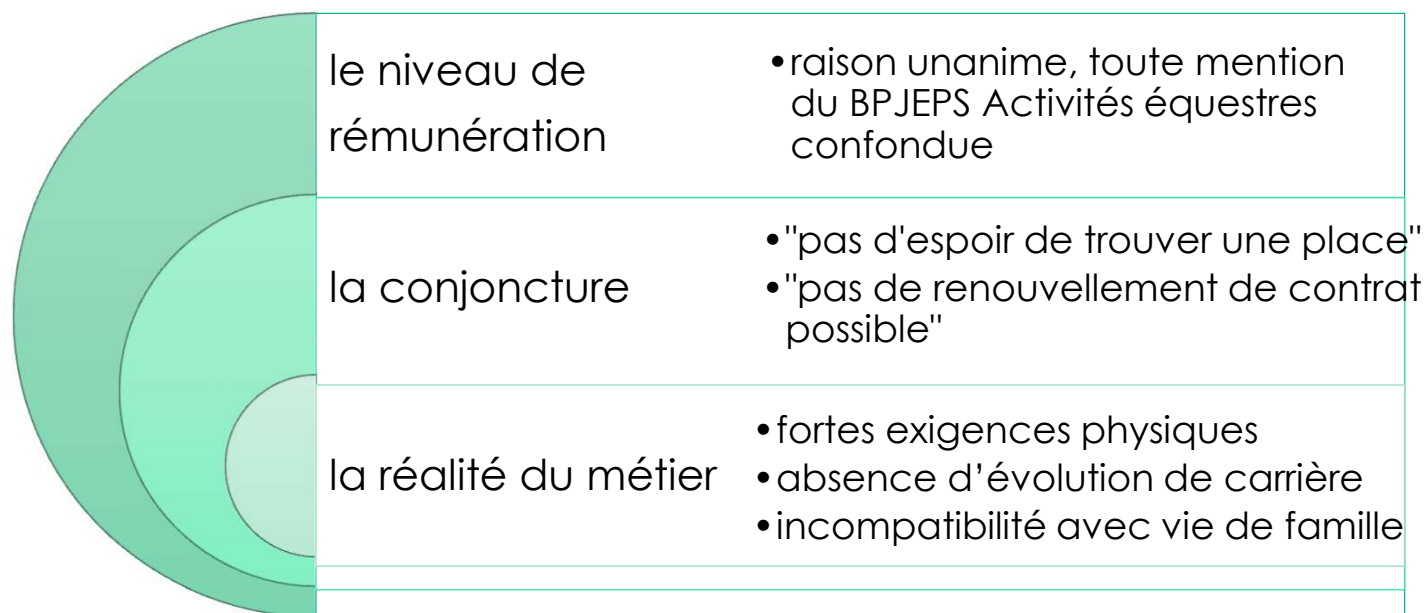 le niveau de
rémunération
•raison unanime, toute mention
du BPJEPS Activités équestres
confondue
la conjoncture
•"pas d'espoir de trouver une place"
•"pas de renouvellement de contrat
possible"
la réalité du métier
•fortes exigences physiques
•absence d’évolution de carrière
•incompatibilité avec vie de famille